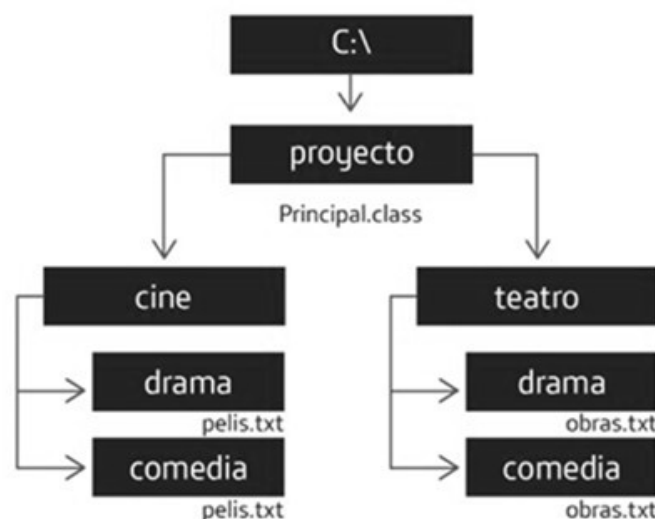 C:\
proyecto
Principal.class
cine
teatro
drama
pelis.txt
comedia
pelis.txt
drama
obras.txt
comedia
obras.txt